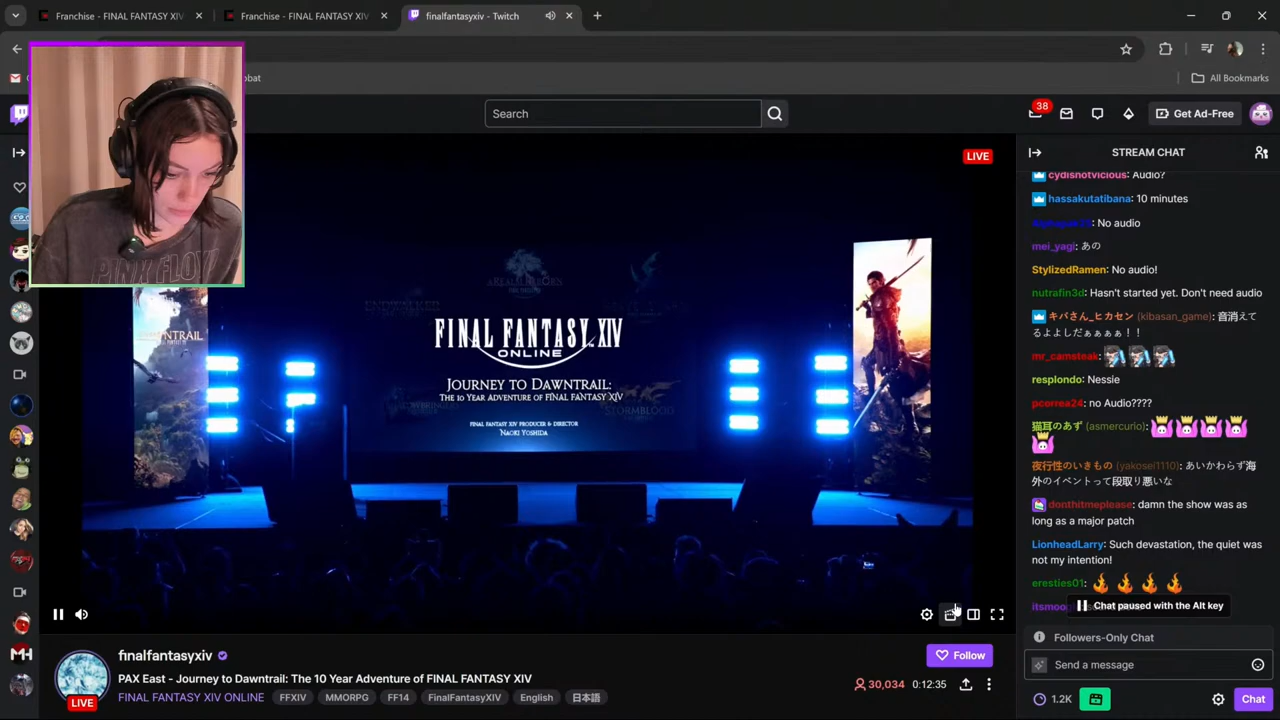 Franchise - FINAL FANTASY XIV
Franchise - FINAL FANTASY XIV
finalfantasyxiv - Twitch
All Bookmarks
Search
38
Get Ad-Free
LIVE
STREAM CHAT
cydisnotvicious: Audio?
hassakutatibana: 10 minutes
No audio
mei_yagi: あの
StylizedRamen: No audio!
nutrafin3d: Hasn't started yet. Don't need audio
キバさん_ヒカセン (kibasan_game): 音消えて
るよよしだぁぁぁぁ！！
mr_camsteak:
resplondo: Nessie
pcorrea24: no Audio????
猫耳のあず (asmercurio):
夜行性のいきもの (yakosei1110): あいかわらず海
外のイベントって段取り悪いな
donthitmeplease: damn the show was as
long as a major patch
LionheadLarry: Such devastation, the quiet was
not my intention!
eresties01:
Chat paused with the Alt key
Followers-Only Chat
Send a message
1.2K
Chat
PINK FLOY
A REALM REBORN
ENDWALKER
FINAL FANTASY XIV
ONLINE
JOURNEY TO DAWNTRAIL:
THE 10 YEAR ADVENTURE OF FINAL FANTASY XIV
STORMBLOOD
FINAL FANTASY XIV PRODUCER & DIRECTOR
NAOKI YOSHIDA
finalfantasyxiv
Follow
PAX East - Journey to Dawntrail: The 10 Year Adventure of FINAL FANTASY XIV
LIVE
FINAL FANTASY XIV ONLINE
FFXIV
MMORPG
FF14
FinalFantasyXIV
English
日本語
30,034
0:12:35